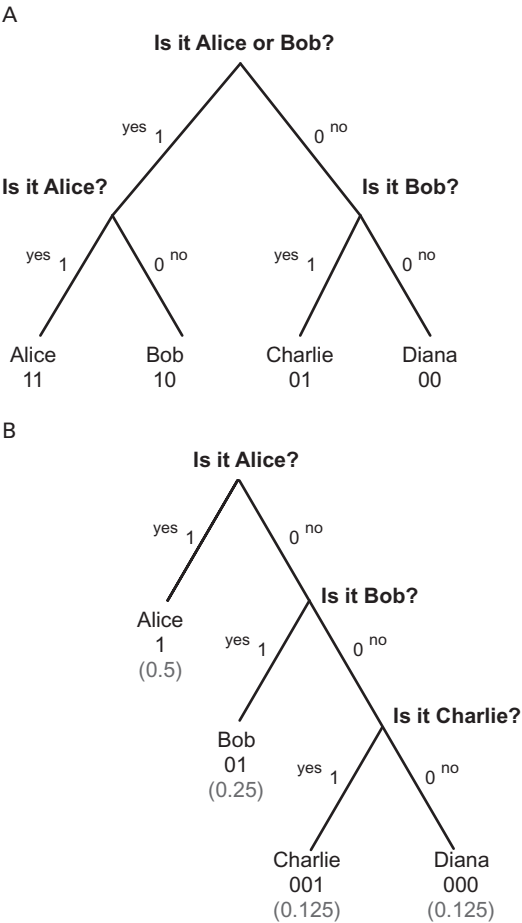 A
Is it Alice or Bob?
yes 1 0 no
Is it Alice? Is it Bob?
yes 1 0 no yes 1 0 no
Alice Bob Charlie Diana
11 10 01 00
B
Is it Alice?
yes 1 0 no
Is it Bob?
Alice
1
(0.5)
yes 1 0 no
Is it Charlie?
Bob
01
(0.25)
yes 1 0 no
Charlie Diana
001 000
(0.125) (0.125)